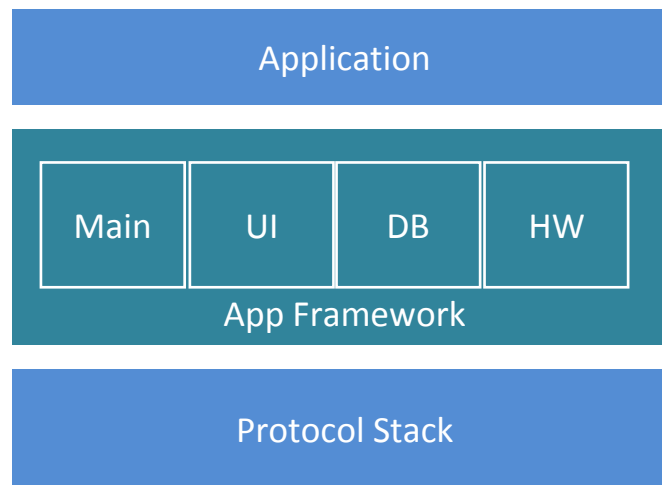 Application
Main UI DB HW
App Framework
Protocol Stack